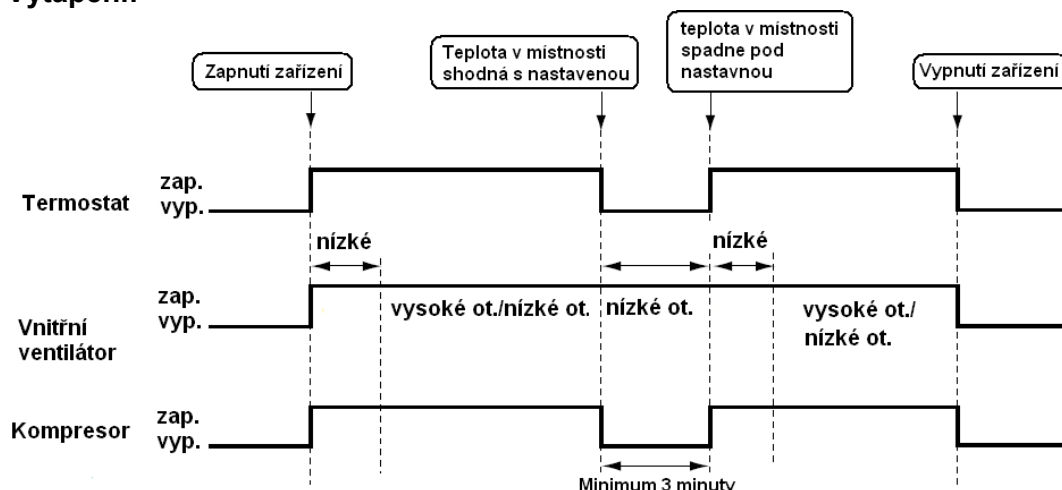 Zapnutí zařízení
Teplota v místnosti
shodná s nastavenou
teplota v místnosti
spadne pod
nastavnou
Vypnutí zařízení
Termostat
zap.
vyp.
nízké
nízké
Vnitřní
ventilátor
zap.
vyp.
vysoké ot./nízké ot.
nízké ot.
vysoké ot./
nízké ot.
Kompresor
zap.
vyp.
Minimum 3 minuty